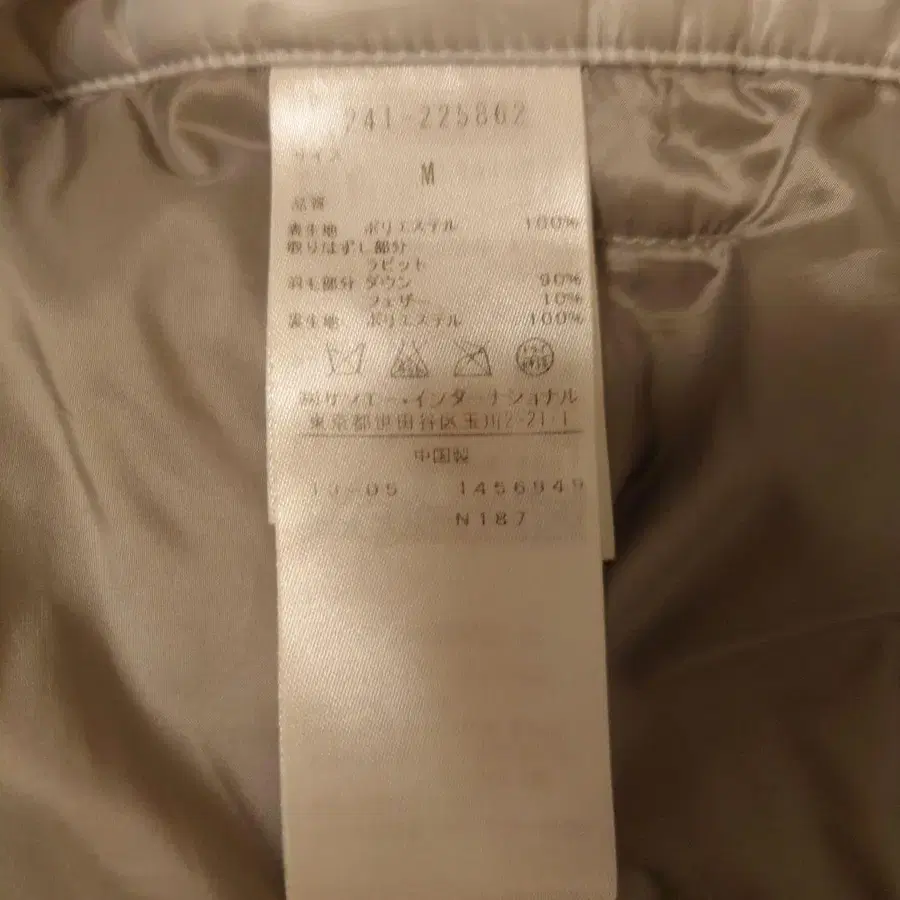 241-225862
サイズ
M
品質
表生地 ポリエステル 100%
取りはずし部分
ラビット
羽毛部分 ダウン 90%
フェザー 10%
裏生地 ポリエステル 100%
㈱サンエー・インターナショナル
東京都世田谷区玉川2-21-1
中国製
-05 1456949
N187